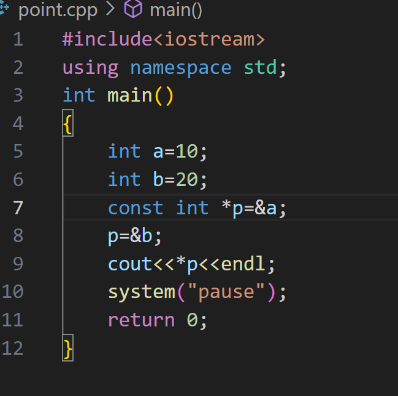 point.cpp > main()
1 #include<iostream>
2 using namespace std;
3 int main()
4 {
5     int a=10;
6     int b=20;
7     const int *p=&a;
8     p=&b;
9     cout<<*p<<endl;
10     system("pause");
11     return 0;
12 }